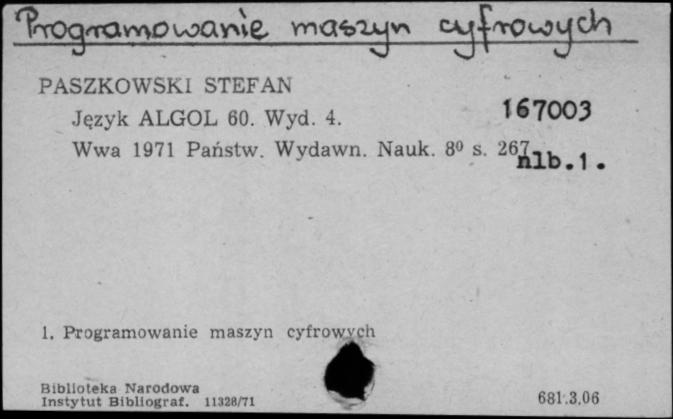 Programowanie maszyn cyfrowych
PASZKOWSKI STEFAN
Język ALGOL 60. Wyd. 4.
167003
Wwa 1971 Państw. Wydawn. Nauk. 8⁰ s. 267,
nlb.1.
1. Programowanie maszyn cyfrowych
Biblioteka Narodowa
Instytut Bibliograf. 11328/71
681.3.06